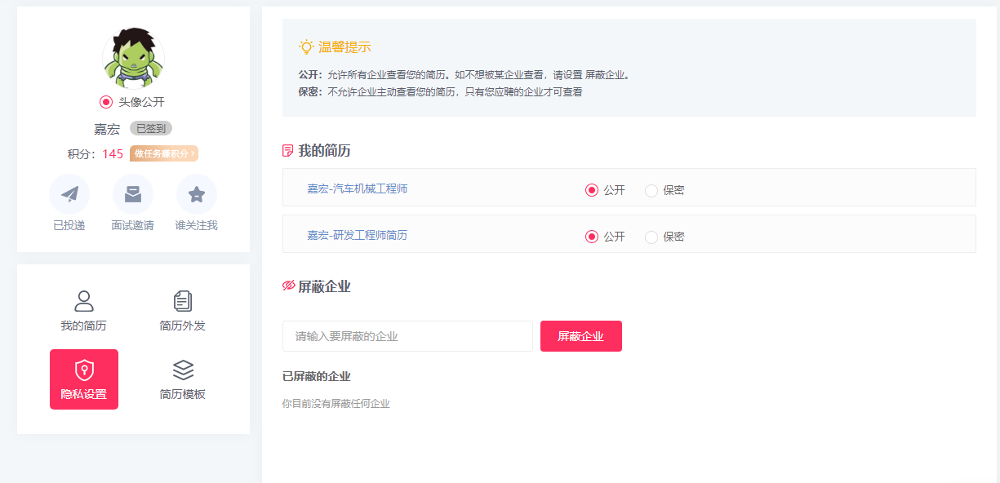 头像公开
嘉宏 已签到
积分：145 做任务赚积分
已投递 面试邀请 谁关注我
我的简历 简历外发
隐私设置 简历模板
温馨提示
公开：允许所有企业查看您的简历。如不想被某企业查看，请设置 屏蔽企业。
保密：不允许企业主动查看您的简历，只有您应聘的企业才可查看
我的简历
嘉宏-汽车机械工程师 公开 保密
嘉宏-研发工程师简历 公开 保密
屏蔽企业
请输入要屏蔽的企业 屏蔽企业
已屏蔽的企业
你目前没有屏蔽任何企业